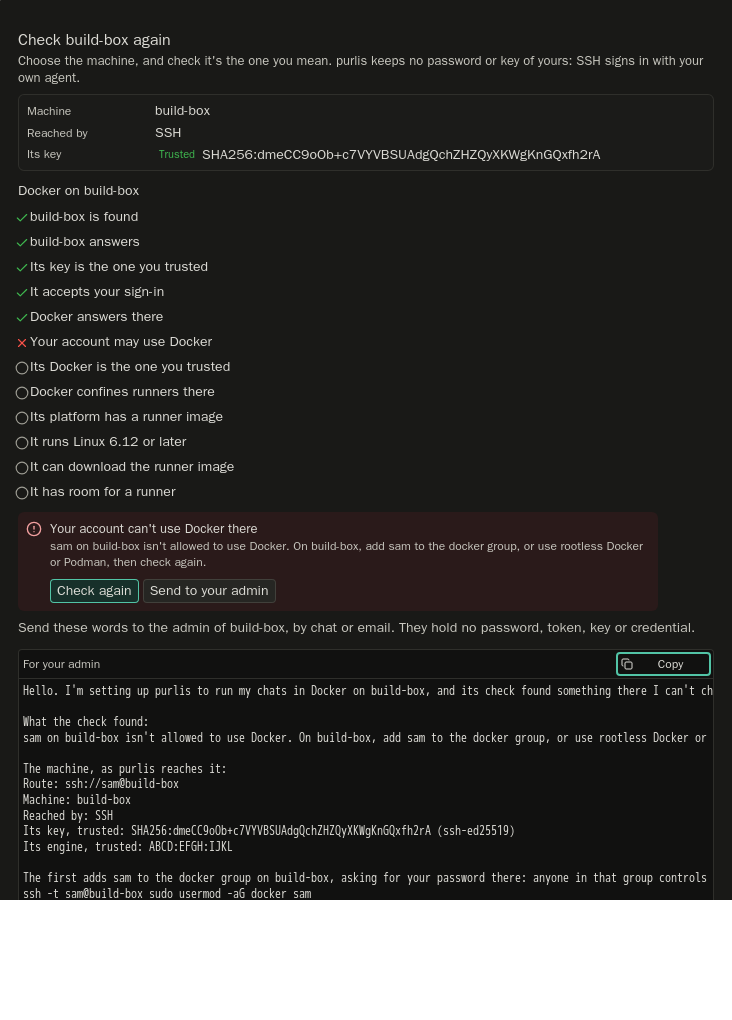 Check build-box again
Choose the machine, and check it's the one you mean. purlis keeps no password or key of yours: SSH signs in with your
own agent.
Machine build-box
Reached by SSH
Its key Trusted SHA256:dmeCC9oOb+c7VYVBSUAdgQchZHZQyXKWgKnGQxfh2rA
Docker on build-box
build-box is found
build-box answers
Its key is the one you trusted
It accepts your sign-in
Docker answers there
Your account may use Docker
Its Docker is the one you trusted
Docker confines runners there
Its platform has a runner image
It runs Linux 6.12 or later
It can download the runner image
It has room for a runner
Your account can't use Docker there
sam on build-box isn't allowed to use Docker. On build-box, add sam to the docker group, or use rootless Docker
or Podman, then check again.
Check again Send to your admin
Send these words to the admin of build-box, by chat or email. They hold no password, token, key or credential.
For your admin Copy
Hello. I'm setting up purlis to run my chats in Docker on build-box, and its check found something there I can't ch
What the check found:
sam on build-box isn't allowed to use Docker. On build-box, add sam to the docker group, or use rootless Docker or
The machine, as purlis reaches it:
Route: ssh://sam@build-box
Machine: build-box
Reached by: SSH
Its key, trusted: SHA256:dmeCC9oOb+c7VYVBSUAdgQchZHZQyXKWgKnGQxfh2rA (ssh-ed25519)
Its engine, trusted: ABCD:EFGH:IJKL
The first adds sam to the docker group on build-box, asking for your password there: anyone in that group controls
ssh -t sam@build-box sudo usermod -aG docker sam